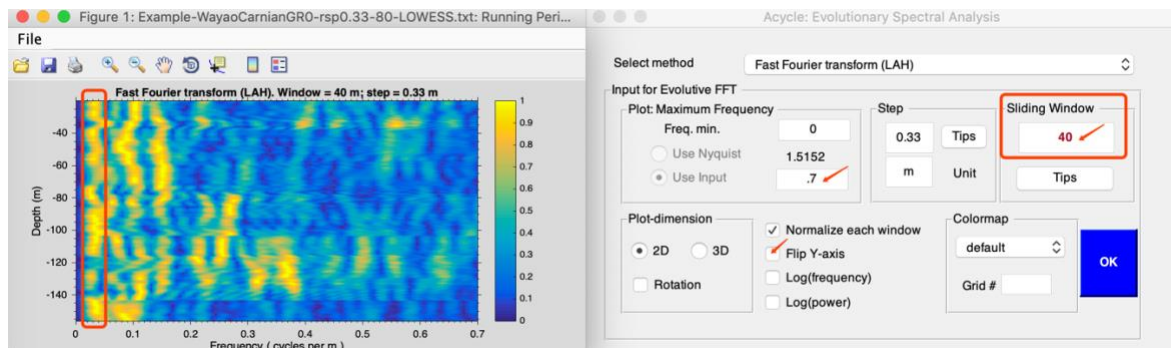 Figure 1: Example-WayaoCarnianGR0-rsp0.33-80-LOWESS.txt: Running Peri...
File
Fast Fourier transform (LAH). Window = 40 m; step = 0.33 m
-40
-60
-80
-100
-120
-140
Depth (m)
0 0.1 0.2 0.3 0.4 0.5 0.6 0.7
Frequency ( cycles per m )
1
0.9
0.8
0.7
0.6
0.5
0.4
0.3
0.2
0.1
0
Acycle: Evolutionary Spectral Analysis
Select method Fast Fourier transform (LAH)
Input for Evolutive FFT
Plot: Maximum Frequency
Freq. min. 0
Use Nyquist 1.5152
Use Input .7
Step
0.33 Tips
m Unit
Sliding Window
40
Tips
Plot-dimension
2D 3D
Rotation
Normalize each window
Flip Y-axis
Log(frequency)
Log(power)
Colormap
default
Grid #
OK